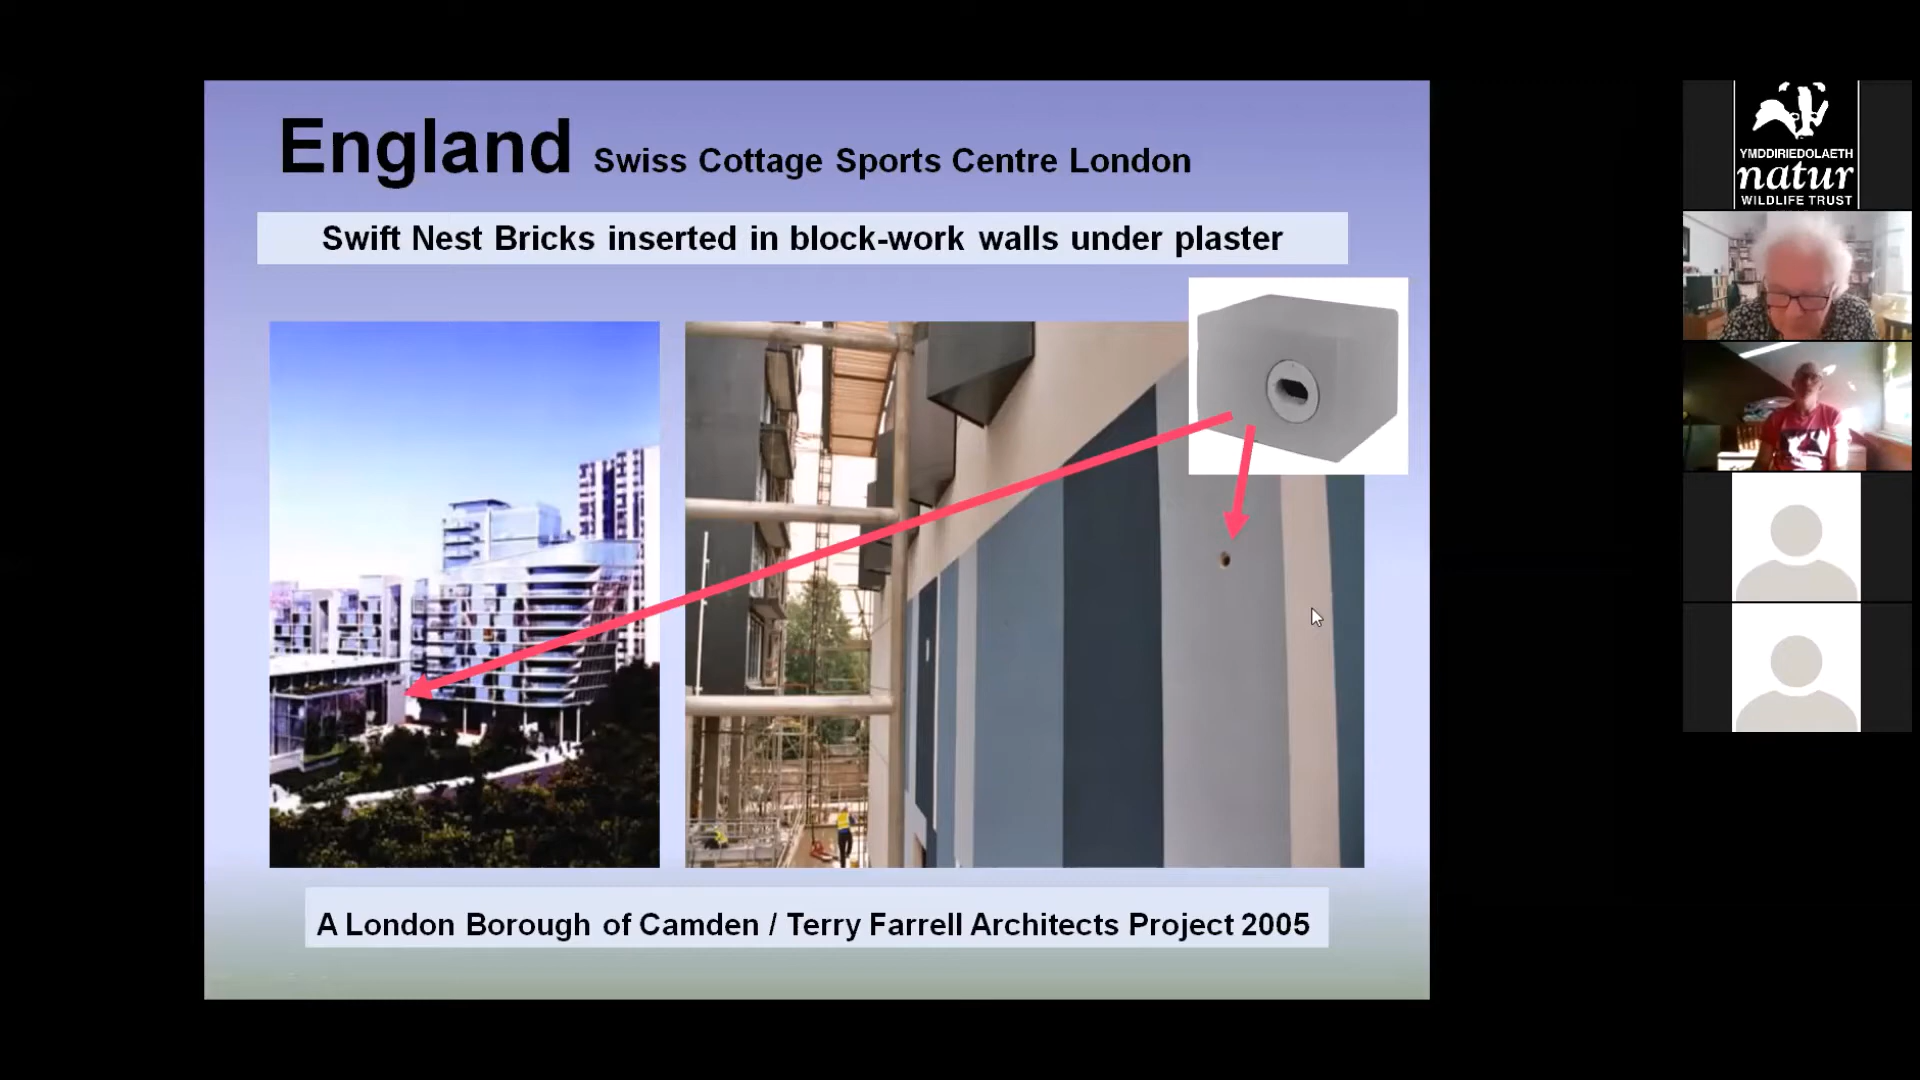 England Swiss Cottage Sports Centre London
Swift Nest Bricks inserted in block-work walls under plaster
A London Borough of Camden / Terry Farrell Architects Project 2005
YMDDIRIEDOLAETH
natur
WILDLIFE TRUST